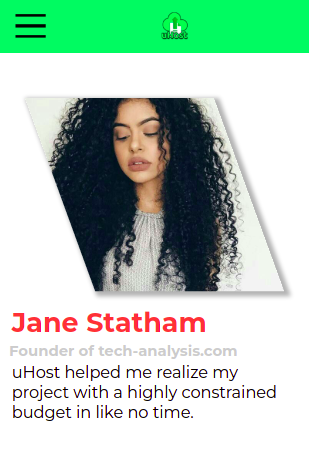 uHost
Jane Statham
Founder of tech-analysis.com
uHost helped me realize my
project with a highly constrained
budget in like no time.